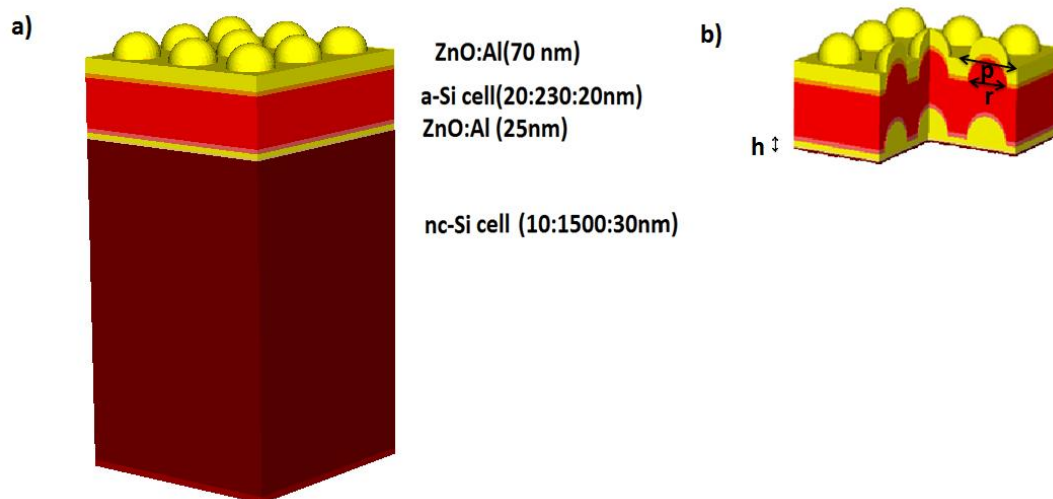 a)
ZnO:Al(70 nm)
a-Si cell(20:230:20nm)
ZnO:Al (25nm)
nc-Si cell (10:1500:30nm)
b)
p
r
h